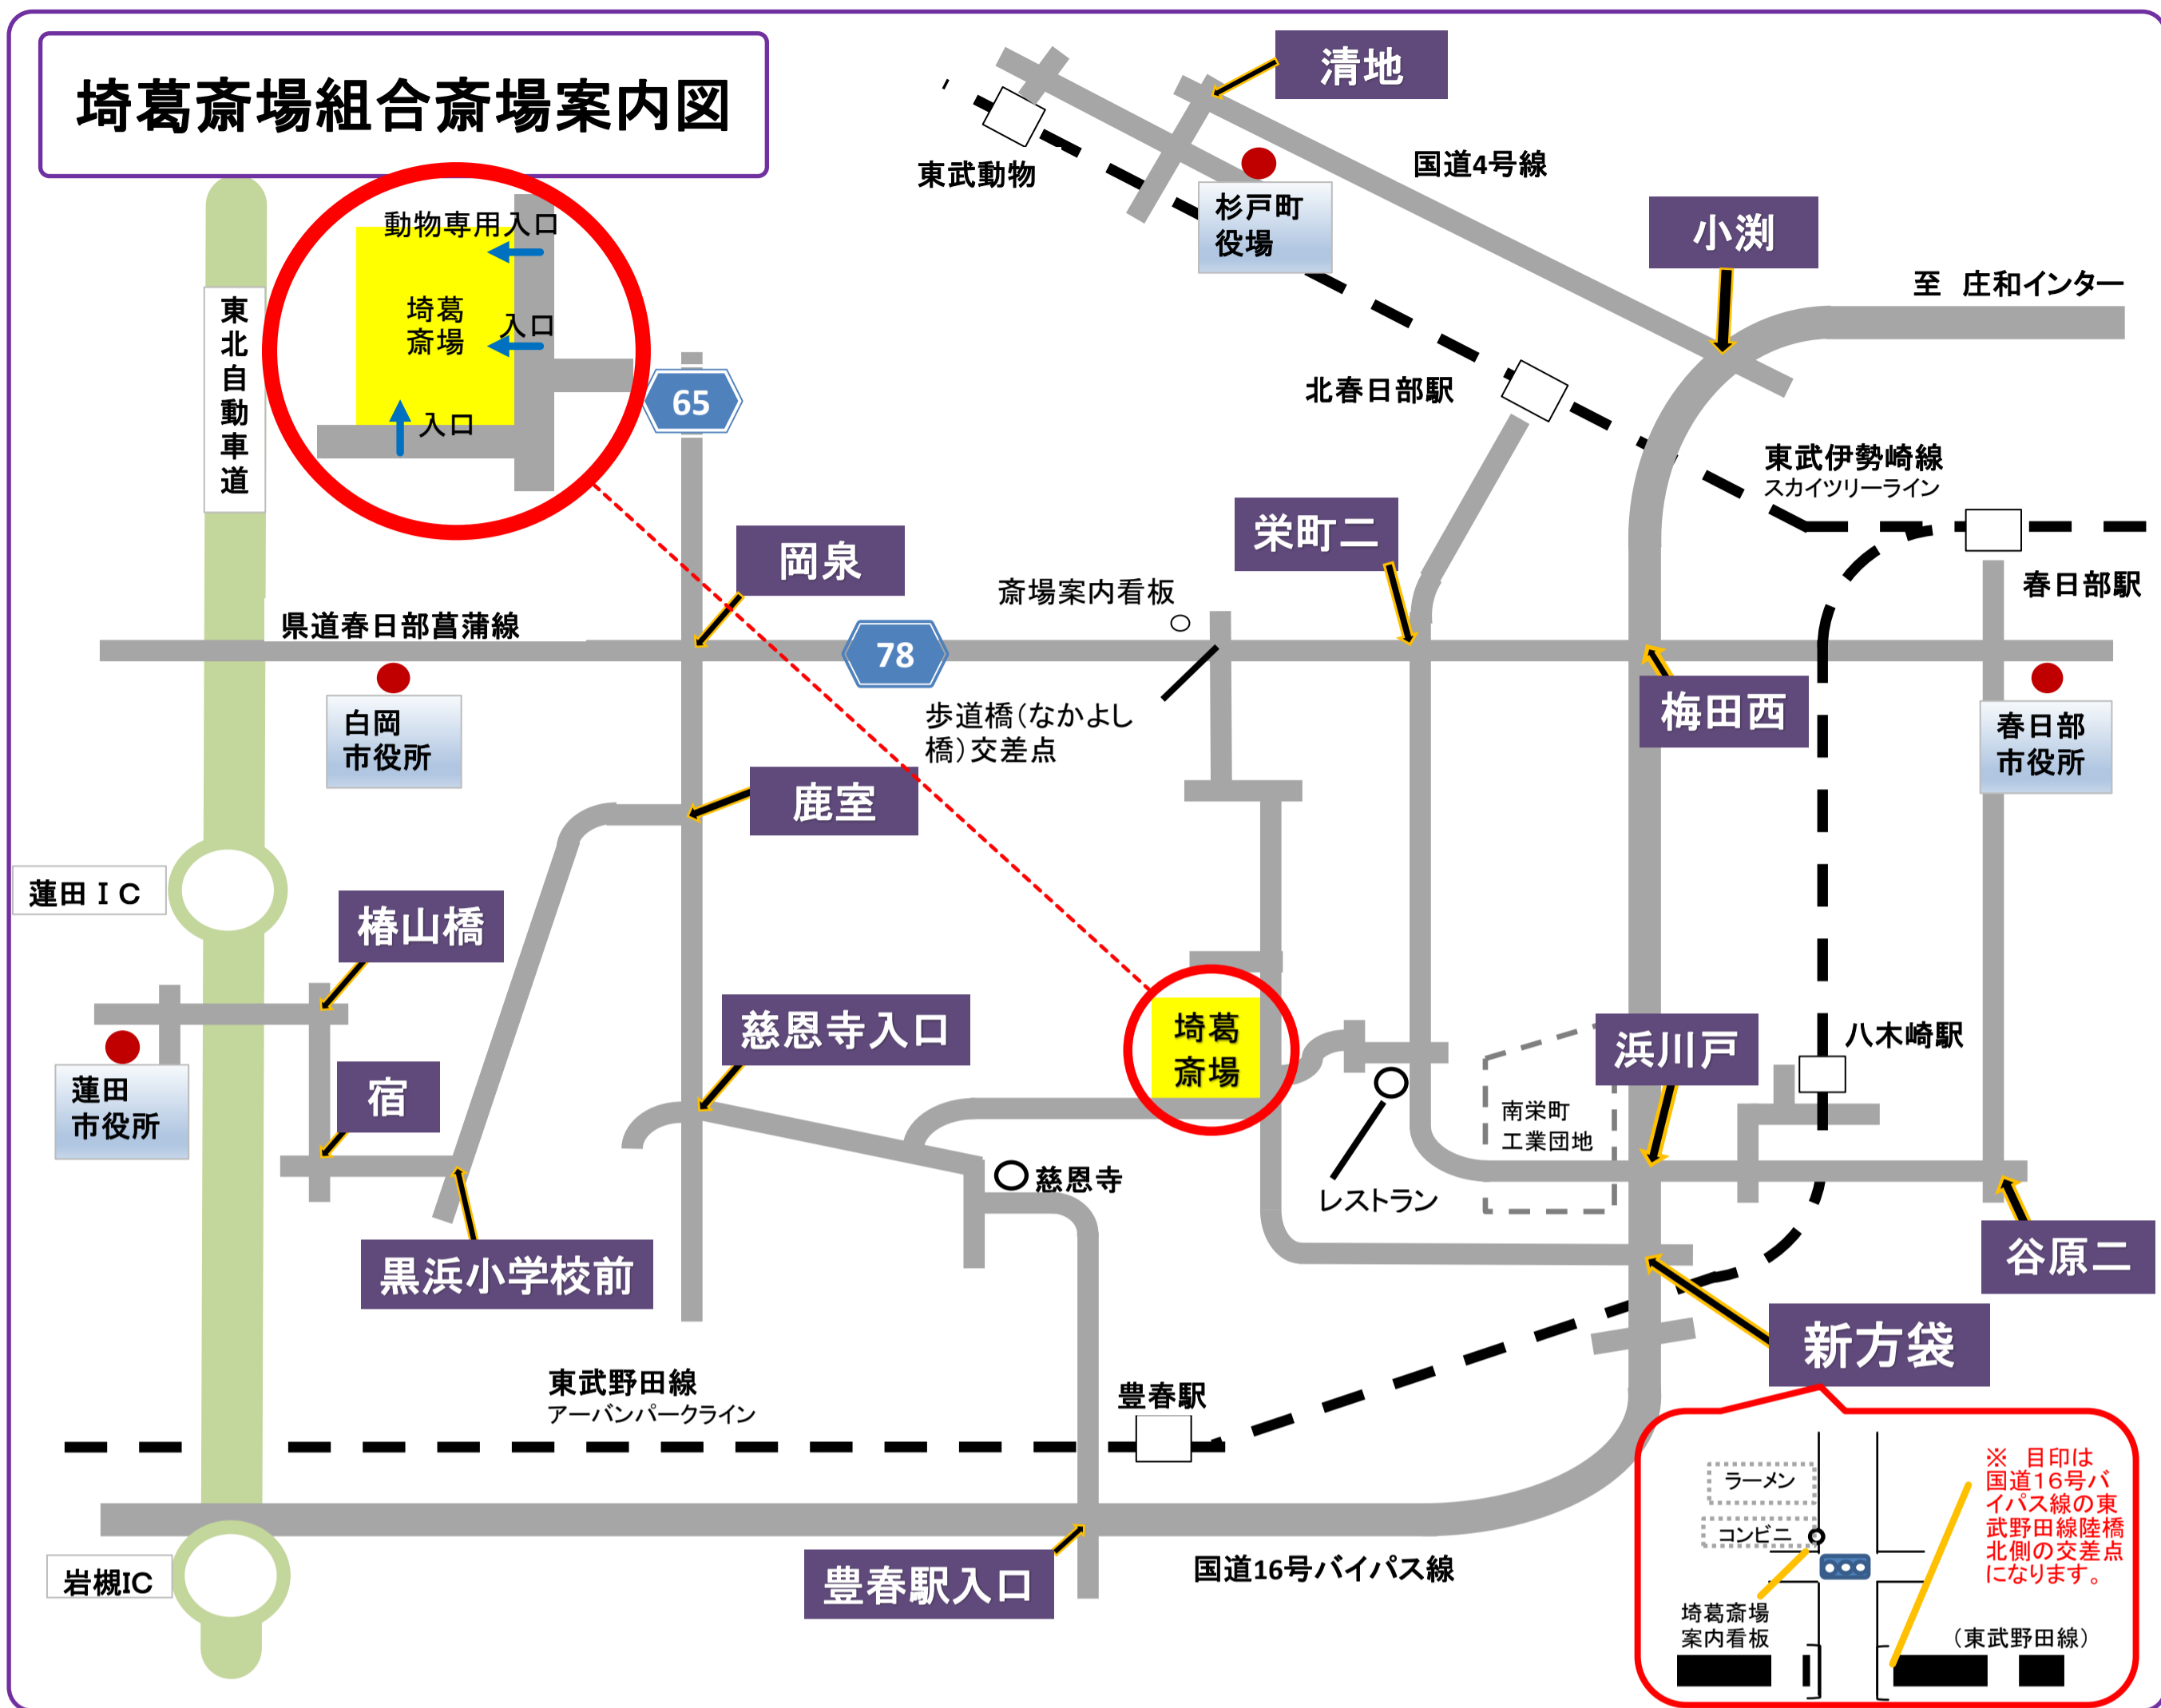 埼葛斎場組合斎場案内図
清地
国道4号線
東武動物
杉戸町
役場
小渕
至　庄和インター
動物専用入口
埼葛
斎場
入口
入口
東北自動車道
65
北春日部駅
東武伊勢崎線
スカイツリーライン
春日部駅
栄町二
岡泉
斎場案内看板
県道春日部菖蒲線
78
白岡
市役所
歩道橋（なかよし
橋）交差点
梅田西
春日部
市役所
鹿室
蓮田ＩＣ
椿山橋
慈恩寺入口
埼葛
斎場
浜川戸
八木崎駅
蓮田
市役所
宿
南栄町
工業団地
慈恩寺
レストラン
黒浜小学校前
谷原二
新方袋
東武野田線
アーバンパークライン
豊春駅
岩槻IC
豊春駅入口
国道16号バイパス線
ラーメン
コンビニ
※　目印は
国道１６号バ
イパス線の東
武野田線陸橋
北側の交差点
になります。
埼葛斎場
案内看板
（東武野田線）